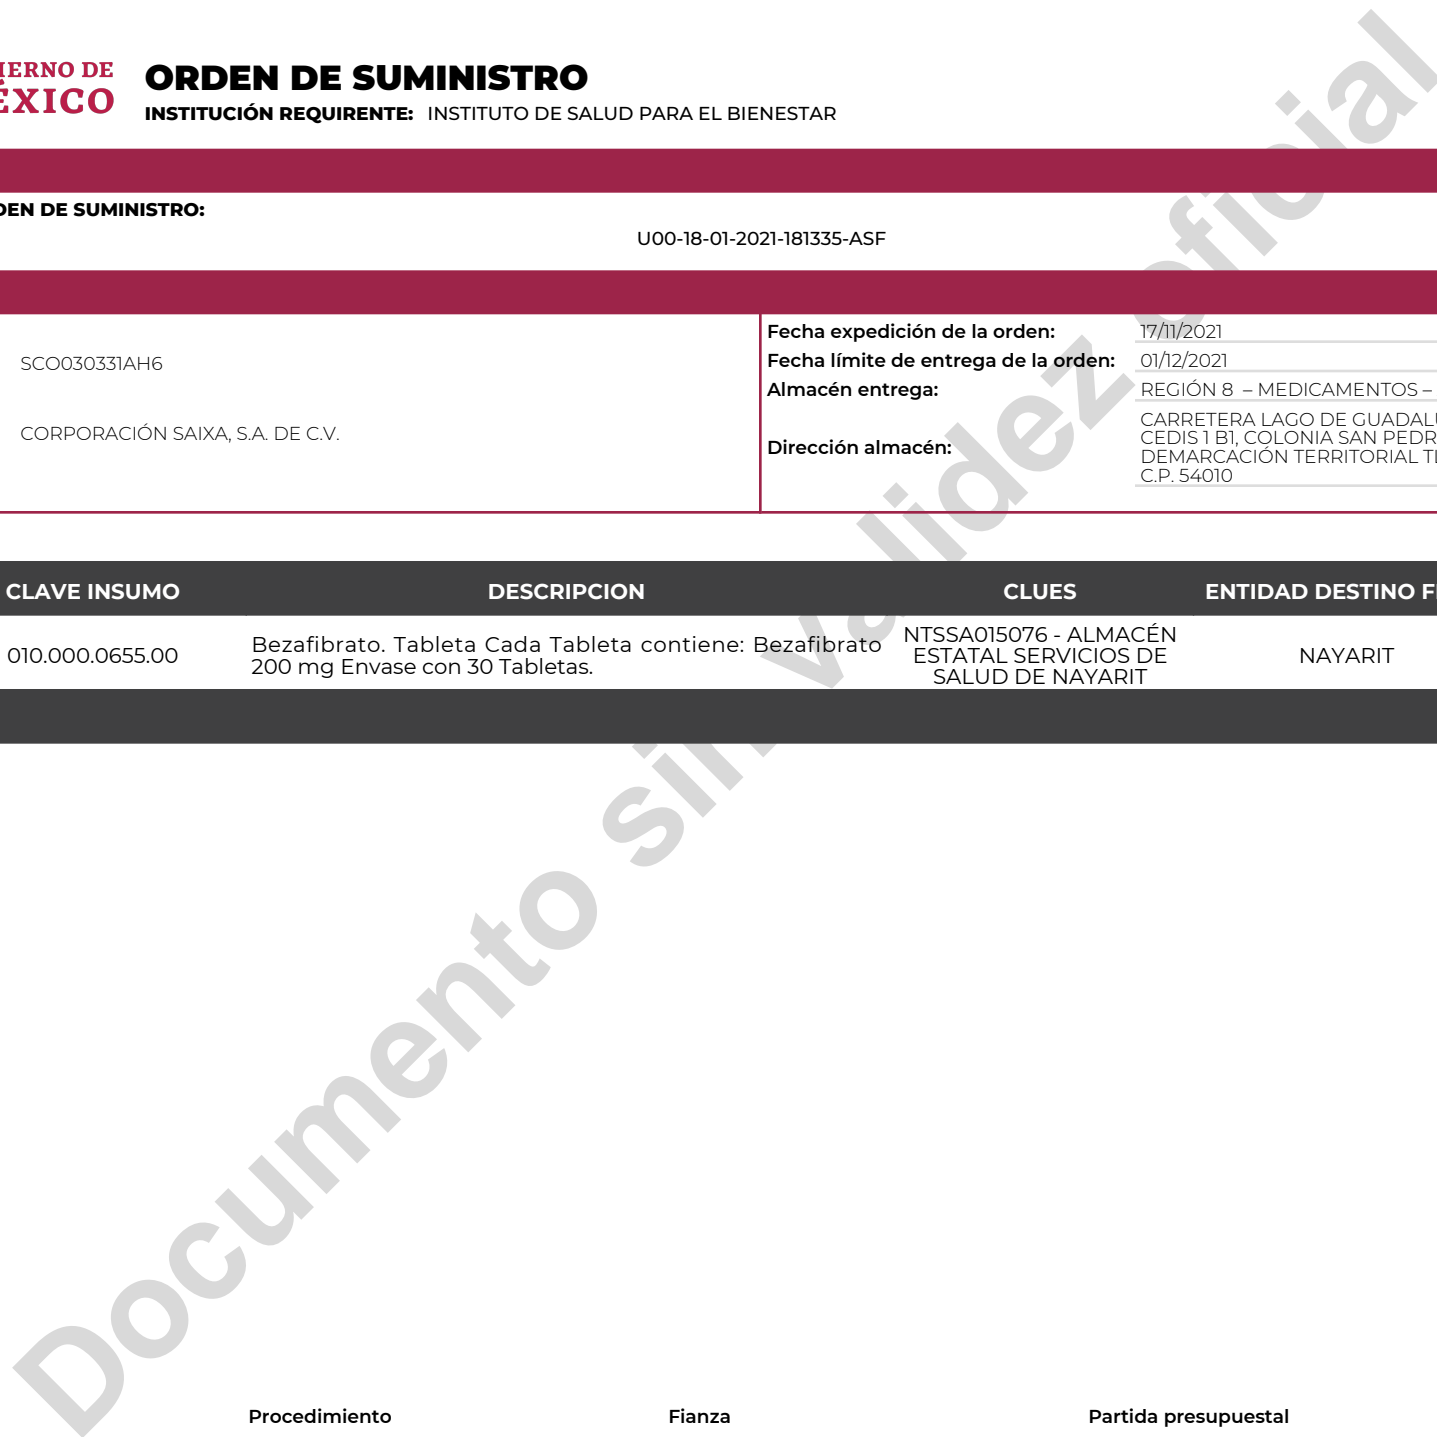 IERNO DE
ÉXICO
ORDEN DE SUMINISTRO
INSTITUCIÓN REQUIRENTE: INSTITUTO DE SALUD PARA EL BIENESTAR
DEN DE SUMINISTRO:
U00-18-01-2021-181335-ASF
SCO030331AH6
CORPORACIÓN SAIXA, S.A. DE C.V.
Fecha expedición de la orden: 17/11/2021
Fecha límite de entrega de la orden: 01/12/2021
Almacén entrega: REGIÓN 8 – MEDICAMENTOS –
Dirección almacén:
CARRETERA LAGO DE GUADAL
CEDIS 1 B1, COLONIA SAN PEDR
DEMARCACIÓN TERRITORIAL TL
C.P. 54010
CLAVE INSUMO DESCRIPCION CLUES ENTIDAD DESTINO F
010.000.0655.00
Bezafibrato. Tableta Cada Tableta contiene: Bezafibrato
200 mg Envase con 30 Tabletas.
NTSSA015076 - ALMACÉN
ESTATAL SERVICIOS DE
SALUD DE NAYARIT
NAYARIT
Documento sin validez oficial
Procedimiento Fianza Partida presupuestal